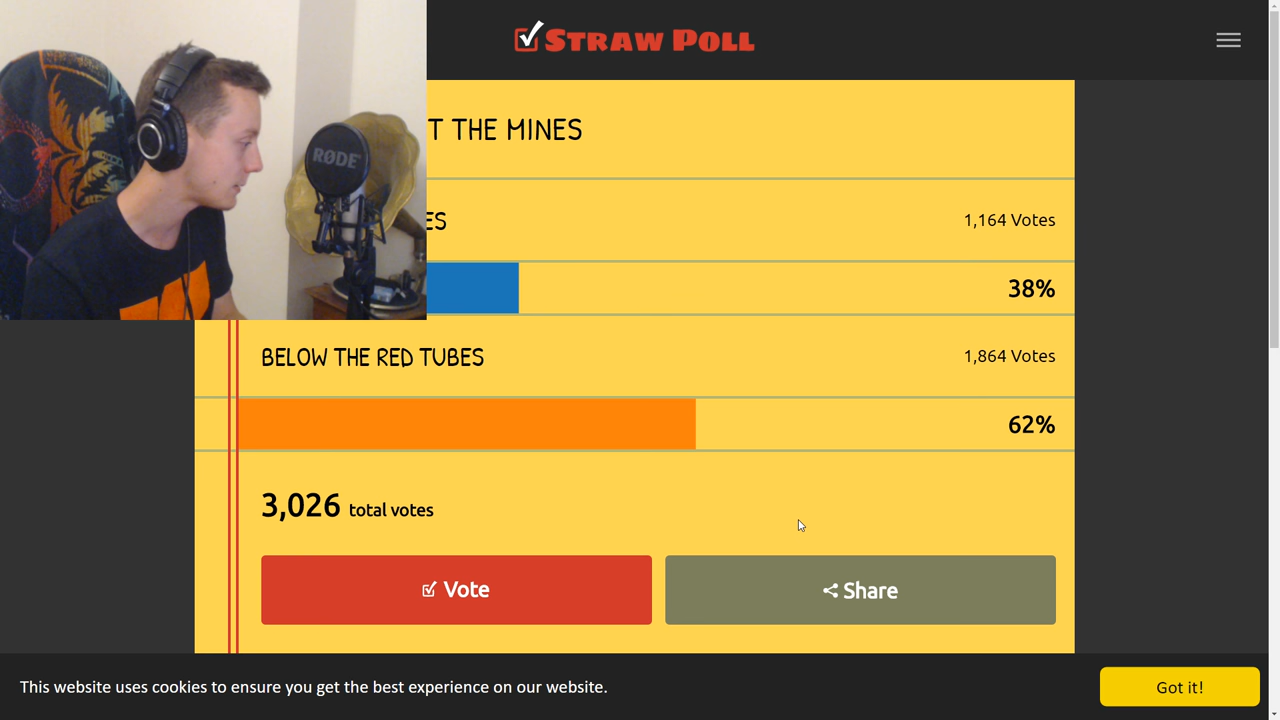 STRAW POLL
T THE MINES
ES
1,164 Votes
38%
BELOW THE RED TUBES
1,864 Votes
62%
3,026 total votes
Vote
Share
This website uses cookies to ensure you get the best experience on our website.
Got it!
RØDE